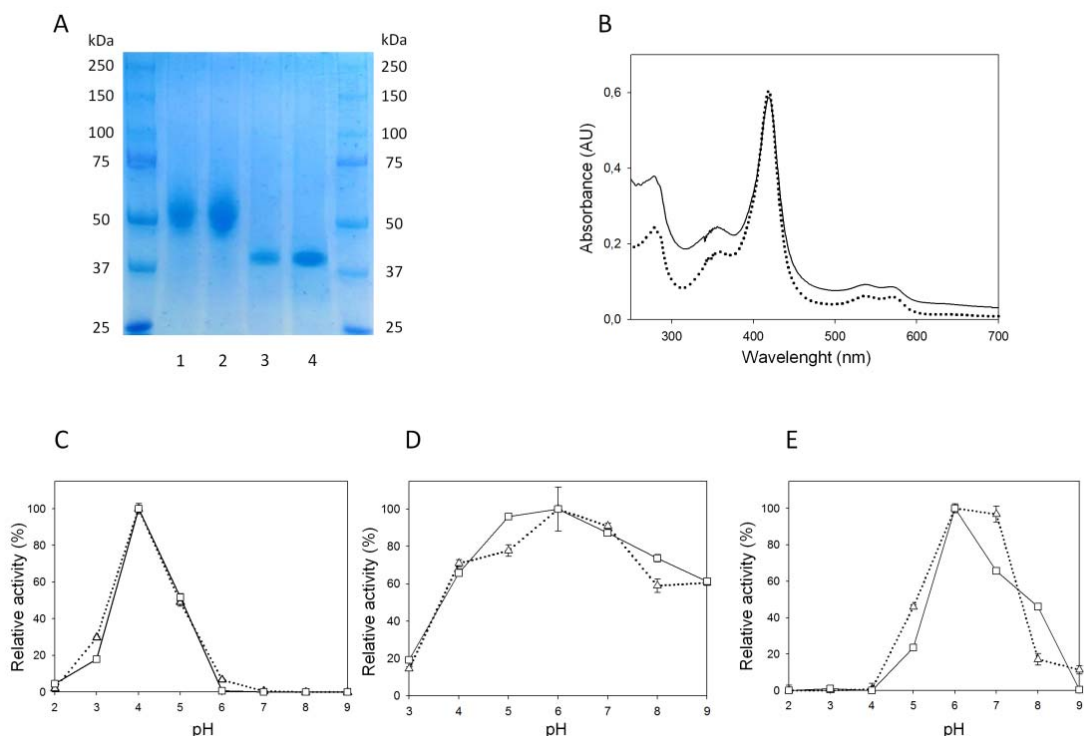 A
kDa
kDa
250
150
100
75
50
37
25
250
150
100
75
50
37
25
1 2 3 4
B
Absorbance (AU)
0,6
0,4
0,2
0,0
300 400 500 600 700
Wavelenght (nm)
C
Relative activity (%)
100
80
60
40
20
0
2 3 4 5 6 7 8 9
pH
D
Relative activity (%)
100
80
60
40
20
0
3 4 5 6 7 8 9
pH
E
Relative activity (%)
100
80
60
40
20
0
2 3 4 5 6 7 8 9
pH